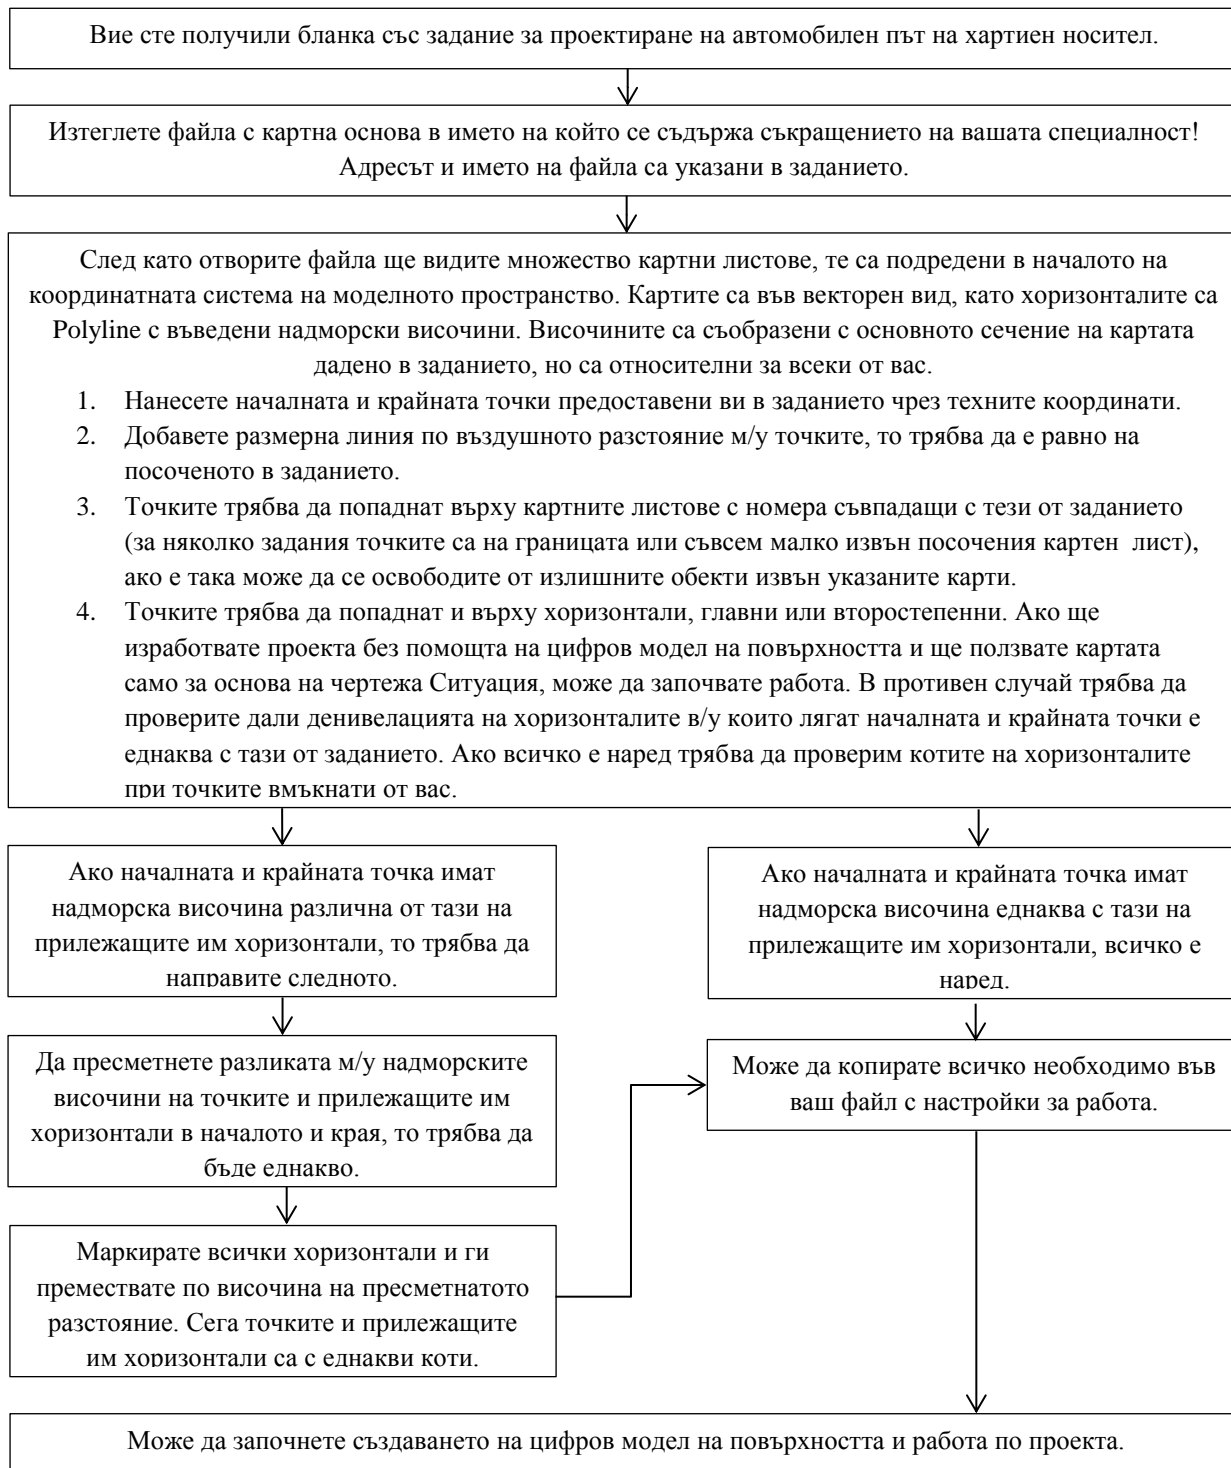 Вие сте получили бланка със задание за проектиране на автомобилен път на хартиен носител.
Изтеглете файла с картна основа в името на който се съдържа съкращението на вашата специалност!
Адресът и името на файла са указани в заданието.
След като отворите файла ще видите множество картни листове, те са подредени в началото на
координатната система на моделното пространство. Картите са във векторен вид, като хоризонталите са
Polyline с въведени надморски височини. Височините са съобразени с основното сечение на картата
дадено в заданието, но са относителни за всеки от вас.
1. Нанесете началната и крайната точки предоставени ви в заданието чрез техните координати.
2. Добавете размерна линия по въздушното разстояние м/у точките, то трябва да е равно на
посоченото в заданието.
3. Точките трябва да попаднат върху картните листове с номера съвпадащи с тези от заданието
(за няколко задания точките са на границата или съвсем малко извън посочения картен лист),
ако е така може да се освободите от излишните обекти извън указаните карти.
4. Точките трябва да попаднат и върху хоризонтали, главни или второстепенни. Ако ще
изработвате проекта без помощта на цифров модел на повърхността и ще ползвате картата
само за основа на чертежа Ситуация, може да започвате работа. В противен случай трябва да
проверите дали денивелацията на хоризонталите в/у които лягат началната и крайната точки е
еднаква с тази от заданието. Ако всичко е наред трябва да проверим котите на хоризонталите
при точките вмъкнати от вас.
Ако началната и крайната точка имат
надморска височина различна от тази на
прилежащите им хоризонтали, то трябва да
направите следното.
Ако началната и крайната точка имат
надморска височина еднаква с тази на
прилежащите им хоризонтали, всичко е
наред.
Да пресметнете разликата м/у надморските
височини на точките и прилежащите им
хоризонтали в началото и края, то трябва да
бъде еднакво.
Може да копирате всичко необходимо във
ваш файл с настройки за работа.
Маркирате всички хоризонтали и ги
премествате по височина на пресметнатото
разстояние. Сега точките и прилежащите
им хоризонтали са с еднакви коти.
Може да започнете създаването на цифров модел на повърхността и работа по проекта.